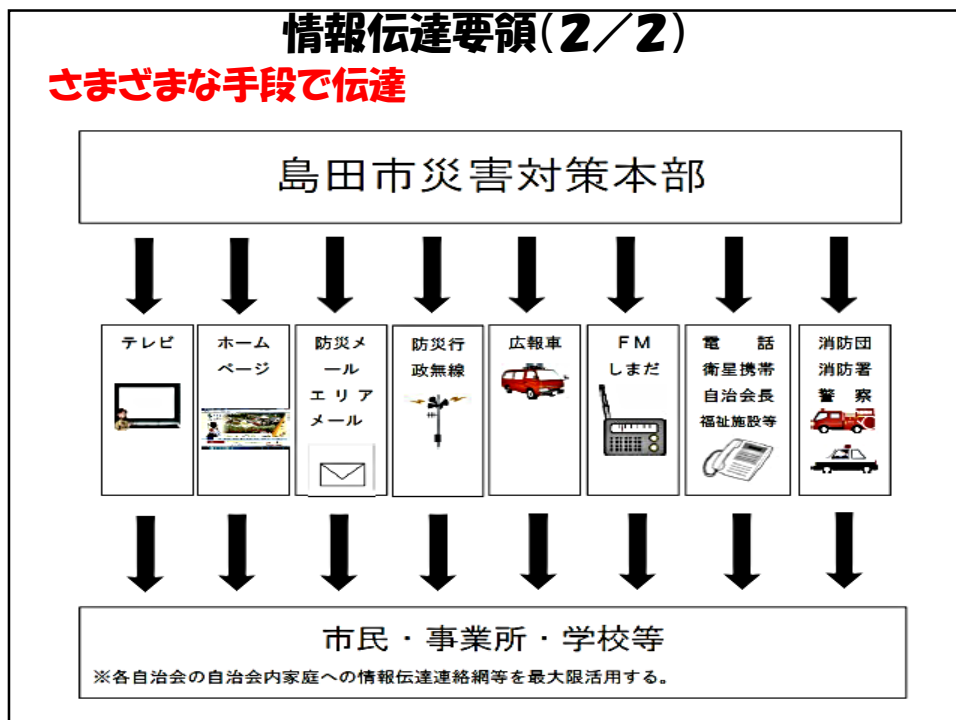 情報伝達要領(2/2)
さまざまな手段で伝達
島田市災害対策本部
テレビ
ホーム
ページ
防災メ
ール
エリア
メール
防災行
政無線
広報車
FM
しまだ
電話
衛星携帯
自治会長
福祉施設等
消防団
消防署
警察
市民・事業所・学校等
※各自治会の自治会内家庭への情報伝達連絡網等を最大限活用する。